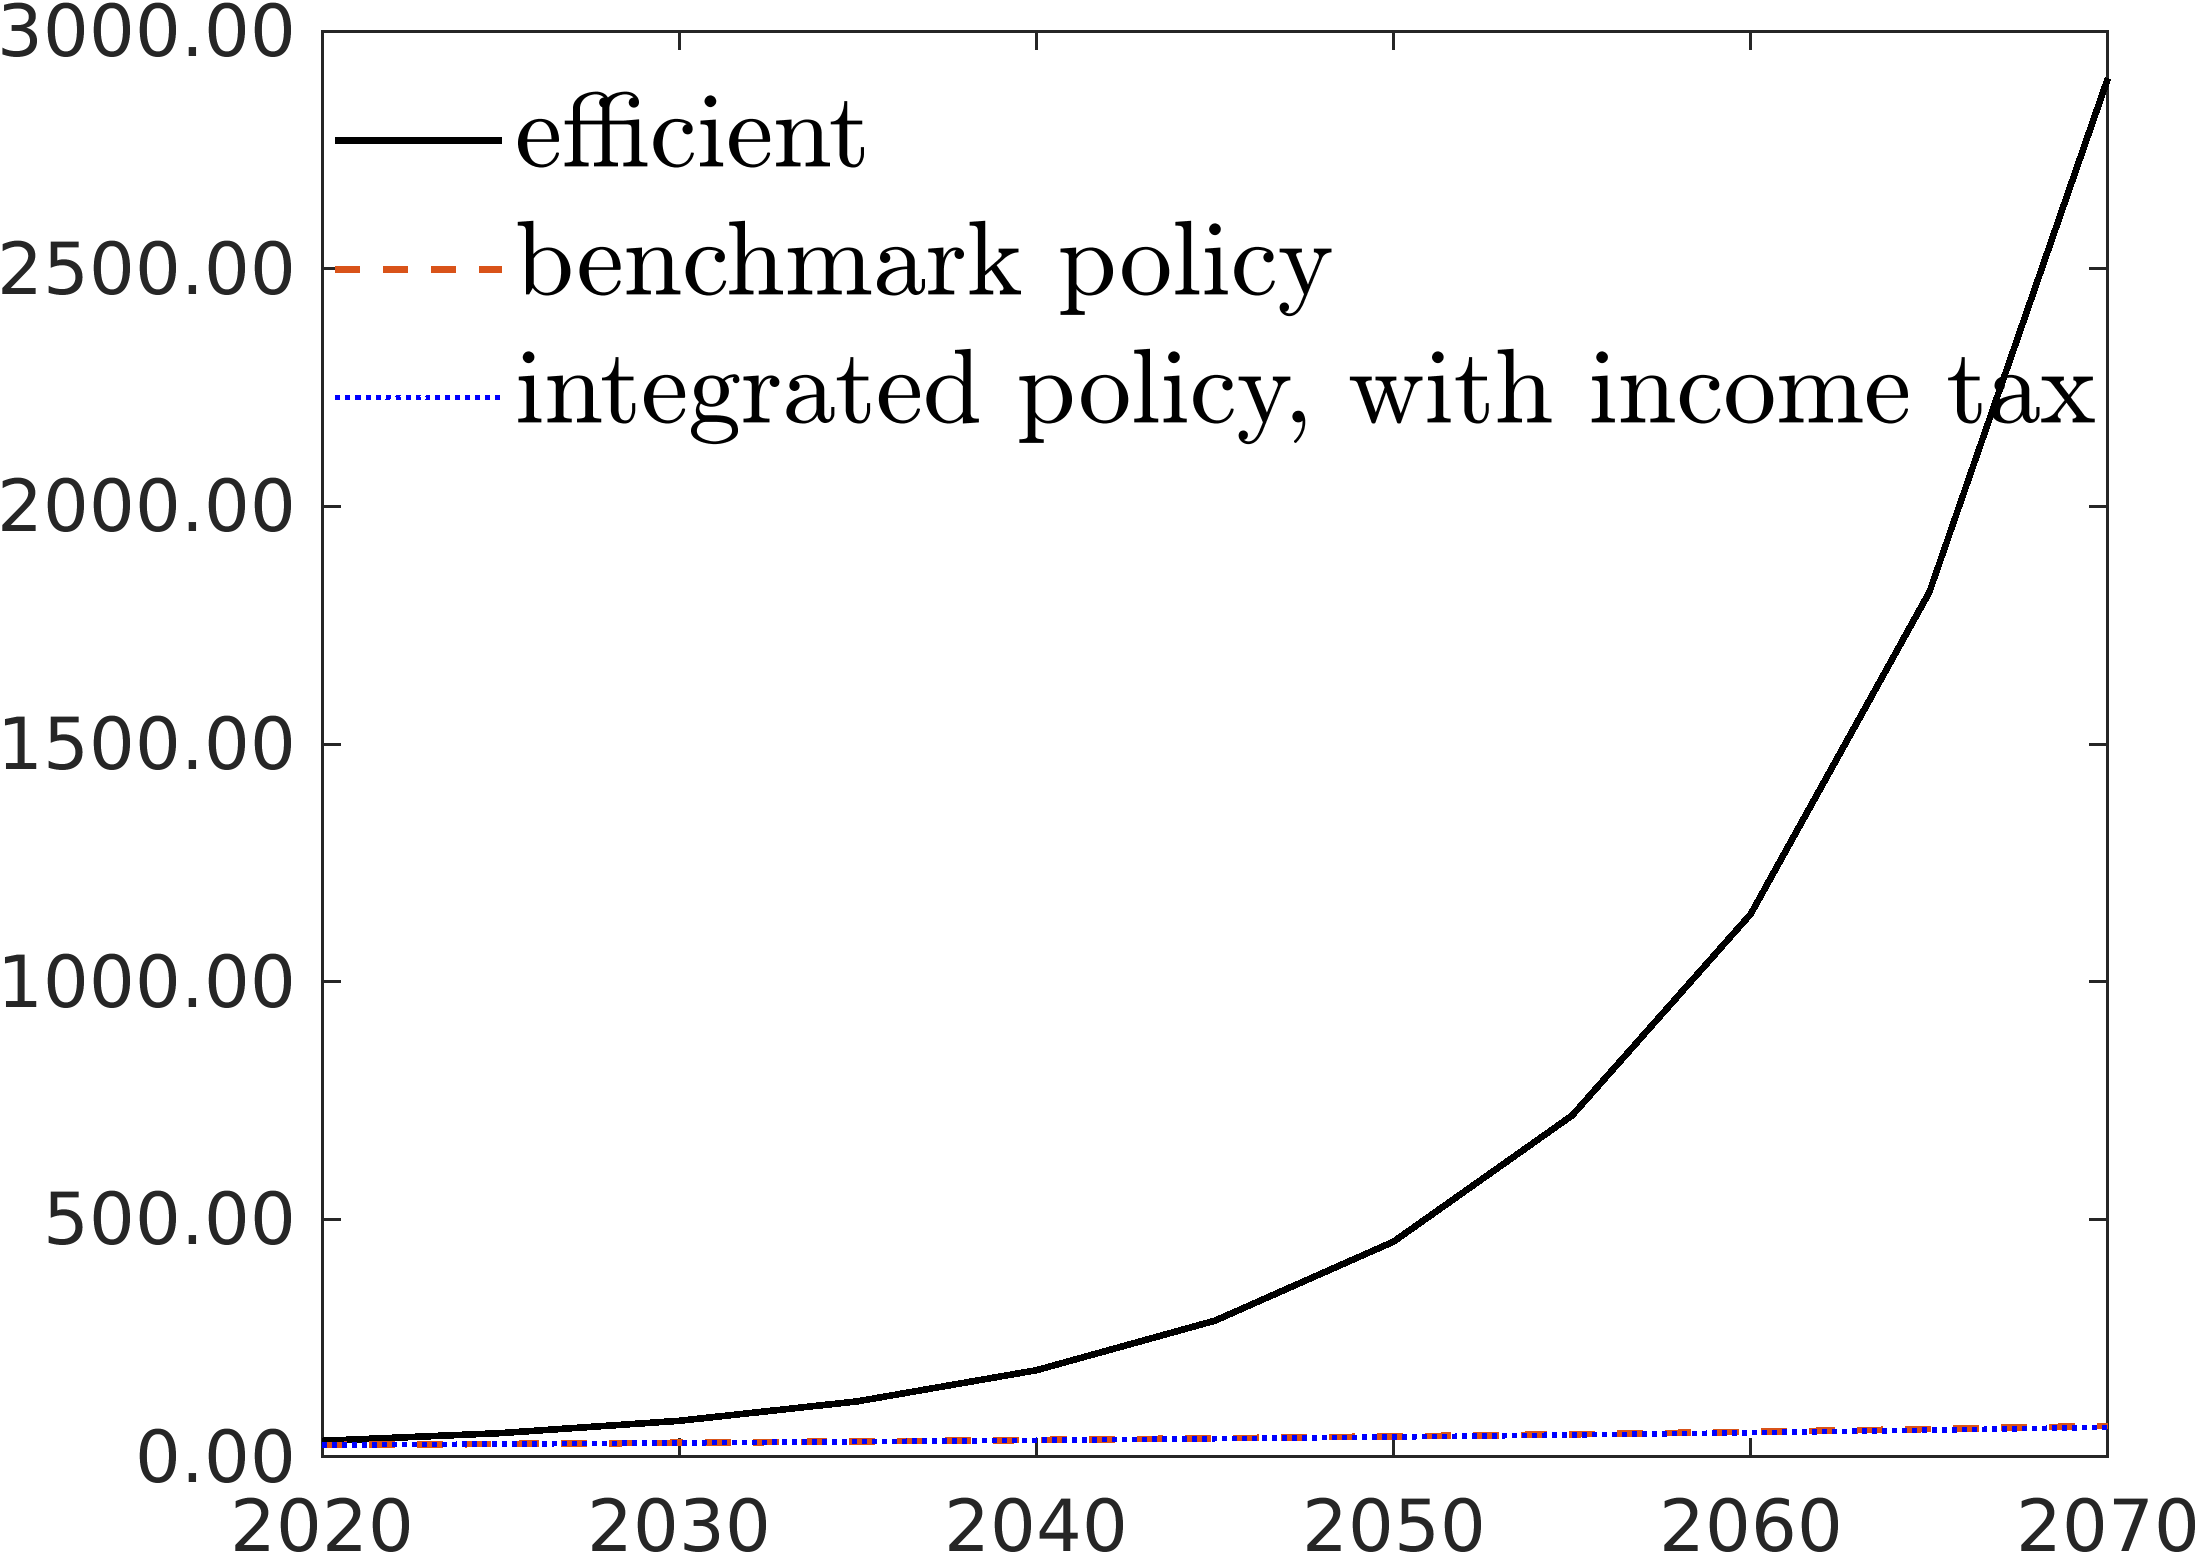 3000.00
efficient
2500.00
benchmark policy
integrated policy, with income tax
2000.00
1500.00
1000.00
500.00
0.00
2020 2030 2040 2050 2060 2070